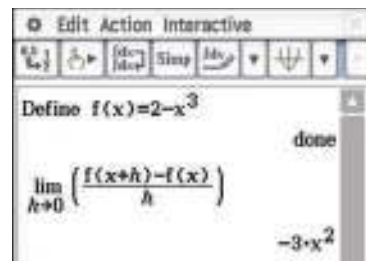 Edit Action Interactive
Simp
Define f(x)=2−x³
done
lim h→0 (f(x+h)−f(x) / h)
−3·x²